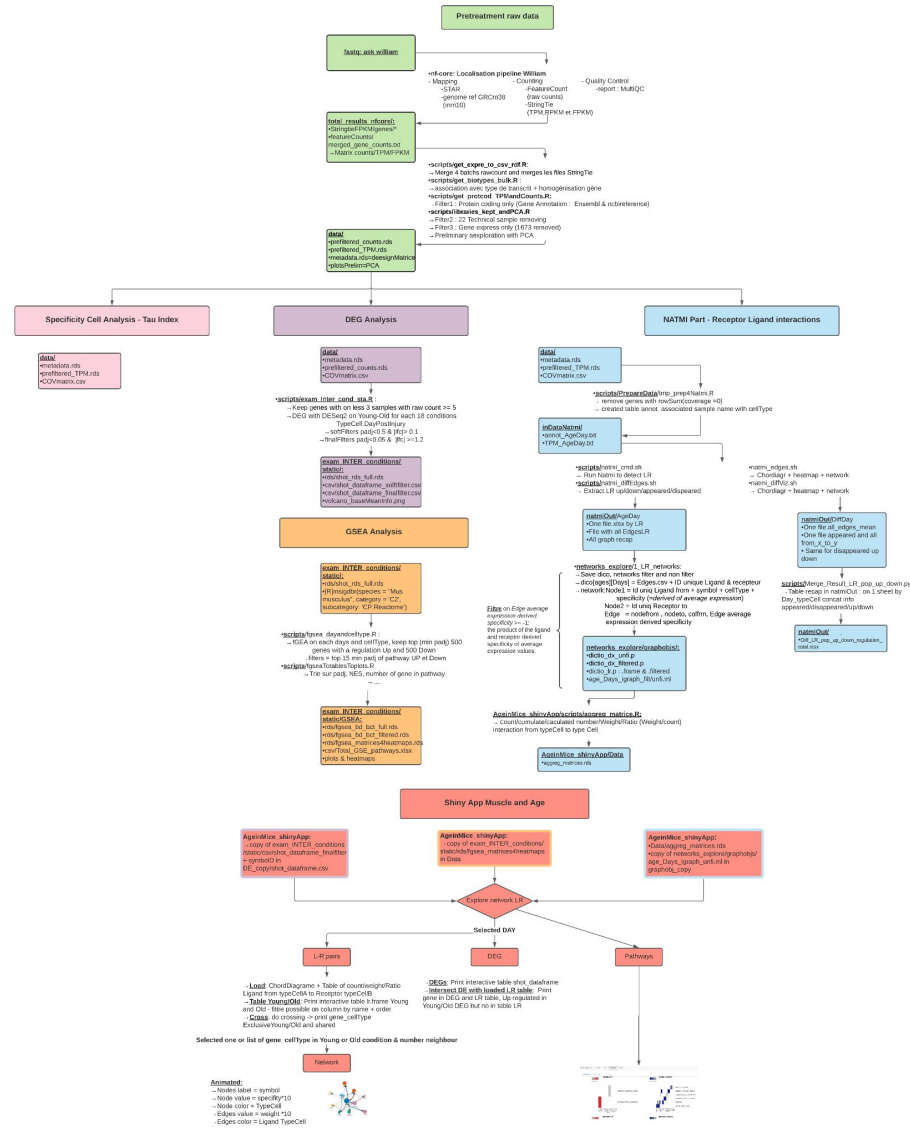 Pretreatment raw data
fastq: ask william
•nf-core: Localisation pipeline William
- Mapping
-STAR
-genome ref GRCm38
(mm10)
- Counting
-FeatureCount
(raw counts)
-StringTie
(TPM,RPKM et FPKM)
- Quality Control
-report : MultiQC
total_results_nfcore/:
•StringtieFPKM/genes/*
•featureCounts/
merged_gene_counts.txt
→Matrix counts/TPM/FPKM
•scripts/get_expre_to_csv_rdf.R:
→Merge 4 batchs rawcount and merges les files StringTie
•scripts/get_biotypes_bulk.R :
→association avec type de transcrit + homogénisation gène
•scripts/get_protcod_TPMandCounts.R:
→Filter1 : Protein coding only (Gene Annotation : Ensembl & ncbireference)
•scripts/libraries_kept_andPCA.R
→Filter2 : 22 Technical sample removing
→Filter3 : Gene express only (1673 removed)
→Preliminary aexploration with PCA
data/
•prefiltered_counts.rds
•prefiltered_TPM.rds
•metadata.rds=deesignMatrice
•plotsPrelim=PCA
Specificity Cell Analysis - Tau Index
data/
•metadata.rds
•prefiltered_TPM.rds
•COVmatrix.csv
DEG Analysis
data/
•metadata.rds
•prefiltered_counts.rds
•COVmatrix.csv
•scripts/exam_Inter_cond_sta.R :
→Keep genes with on less 3 samples with raw count >= 5
→DEG with DESeq2 on Young-Old for each 18 conditions
TypeCell.DayPostInjury
→softFilters padj<0.5 & |lfc|> 0.1
→finalFilters padj<0.05 & |lfc| >=1.2
exam_INTER_conditions/
static/:
•rds/shot_rds_full.rds
•csv/shot_dataframe_softfilter.csv
•csv/shot_dataframe_finalfilter.csv
•volcano_baseMeanInfo.png
GSEA Analysis
exam_INTER_conditions/
static/:
•rds/shot_rds_full.rds
•(R)msigdbr(species = "Mus
musculus", category = 'C2',
subcategory: 'CP:Reactome')
•scripts/fgsea_dayandcellType.R :
→fGSEA on each days and cellType, keep top (min padj) 500
genes with a regulation Up and 500 Down
→filters = top 15 min padj of pathway UP et Down
•scripts/fgseaTotablesToplots.R
→Trie sur padj, NES, number of gene in pathway
→....
exam_INTER_conditions/
static/GSEA:
•rds/fgsea_bd_bct_full.rds
•rds/fgsea_bd_bct_filtered.rds
•rds/fgsea_matrices4heatmaps.rds
•csv/Total_GSE_pathways.xlsx
•plots & heatmaps
NATMI Part - Receptor Ligand interactions
data/
•metadata.rds
•prefiltered_TPM.rds
•COVmatrix.csv
•scripts/PrepareData/imp_prep4Natmi.R
→ remove genes with rowSum(coverage =0)
→ created table annot associated sample name with cellType
inDataNatmi/
•annot_AgeDay.txt
•TPM_AgeDay.txt
•scripts/natmi_cmd.sh
→ Run Natmi to detect LR
•scripts/natmi_diffEdges.sh
→ Extract LR up/down/appeared/dispeared
•natmi_edges.sh
→ Chordiagr + heatmap + network
•natmi_diffViz.sh
→ Chordiagr + heatmap + network
natmiOut/AgeDay
•One file.xlsx by LR
•File with all EdgesLR
•All graph recap
natmiOut/DiffDay
•One file.all_edges_mean
•One file appeared and all
from_x_to_y
• Same for disappeared up
down
•networks_explore/1_LR_networks:
→Save dico, networks filter and non filter
→dico[ages][Days] = Edges.csv + ID unique Ligand & recepteur
→network:Node1 = Id uniq Ligand from + symbol + cellType +
specificity (=derived of average expression)
Node2 = Id uniq Receptor to
Edge = nodefrom , nodeto, colfrm, Edge average
expression derived specificity
Filtre on Edge average
expression derived
specificity >= -1:
the product of the ligand
and receptor derived
specificity of average
expression values.
scripts/Merge_Result_LR_pop_up_down.py
→Table recap in natmiOut : on 1 sheet by
Day_typeCell concat info
appeared/disappeared/up/down
natmiOut/
•Diff_LR_pop_up_down_regulation_
total.xlsx
networks_explore/graphobjs/:
•dictio_dx_unfi.p
•dictio_dx_filtered.p
•dictio_lr.p : .frame & .filtered
•age_Days_igraph_filt/unfi.ml
AgeinMice_shinyApp/scripts/aggreg_matrice.R:
→ count/cumulate/caculated number/Weight/Ratio (Weight/count)
interaction from typeCell to type Cell
AgeinMice_shinyApp/Data
•aggreg_matrices.rds
Shiny App Muscle and Age
AgeinMice_shinyApp:
→copy of exam_INTER_conditions
/static/csv/shot_dataframe_finalfilter
+ symbolID in
DE_copy/shot_dataframe.csv
AgeinMice_shinyApp:
→copy of exam_INTER_conditions/
static/rds/fgsea_matrices4heatmaps
in Data
AgeinMice_shinyApp:
•Data/aggreg_matrices.rds
•copy of networks_explore/graphobjs/
age_Days_igraph_unfi.ml in
graphobj_copy
Explore network LR
Selected DAY
L-R pairs
DEG
Pathways
→Load: ChordDiagrame + Table of count/weight/Ratio
Ligand from typeCellA to Receptor typeCellB
→Table Young/Old: Print interactive table lr.frame Young
and Old - filtre possible on column by name + order
→Cross: do crossing -> print gene_cellType
ExclusiveYoung/Old and shared
→DEGs: Print interactive table shot_dataframe
→Intersect DE with loaded LR table: Print
gene in DEG and LR table, Up regulated in
Young/Old DEG but no in table LR
Selected one or list of gene_cellType in Young or Old condition & number neighbour
Network
Animated:
→Nodes label = symbol
→Node value = specifity*10
→Node color = TypeCell
→Edges value = weight *10
→Edges color = Ligand TypeCell